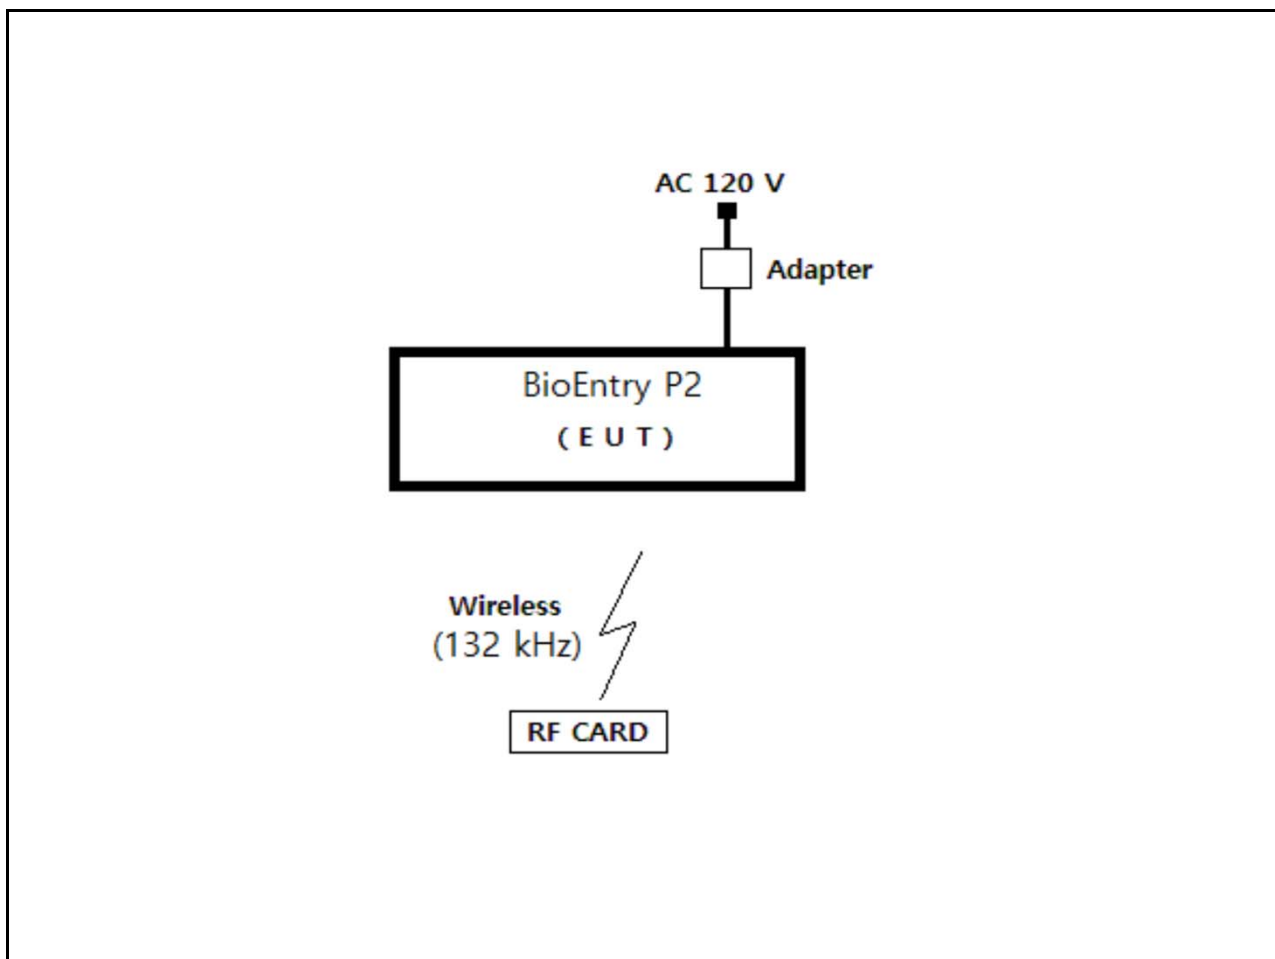 AC 120 V
Adapter
BioEntry P2
( E U T )
Wireless
(132 kHz)
RF CARD